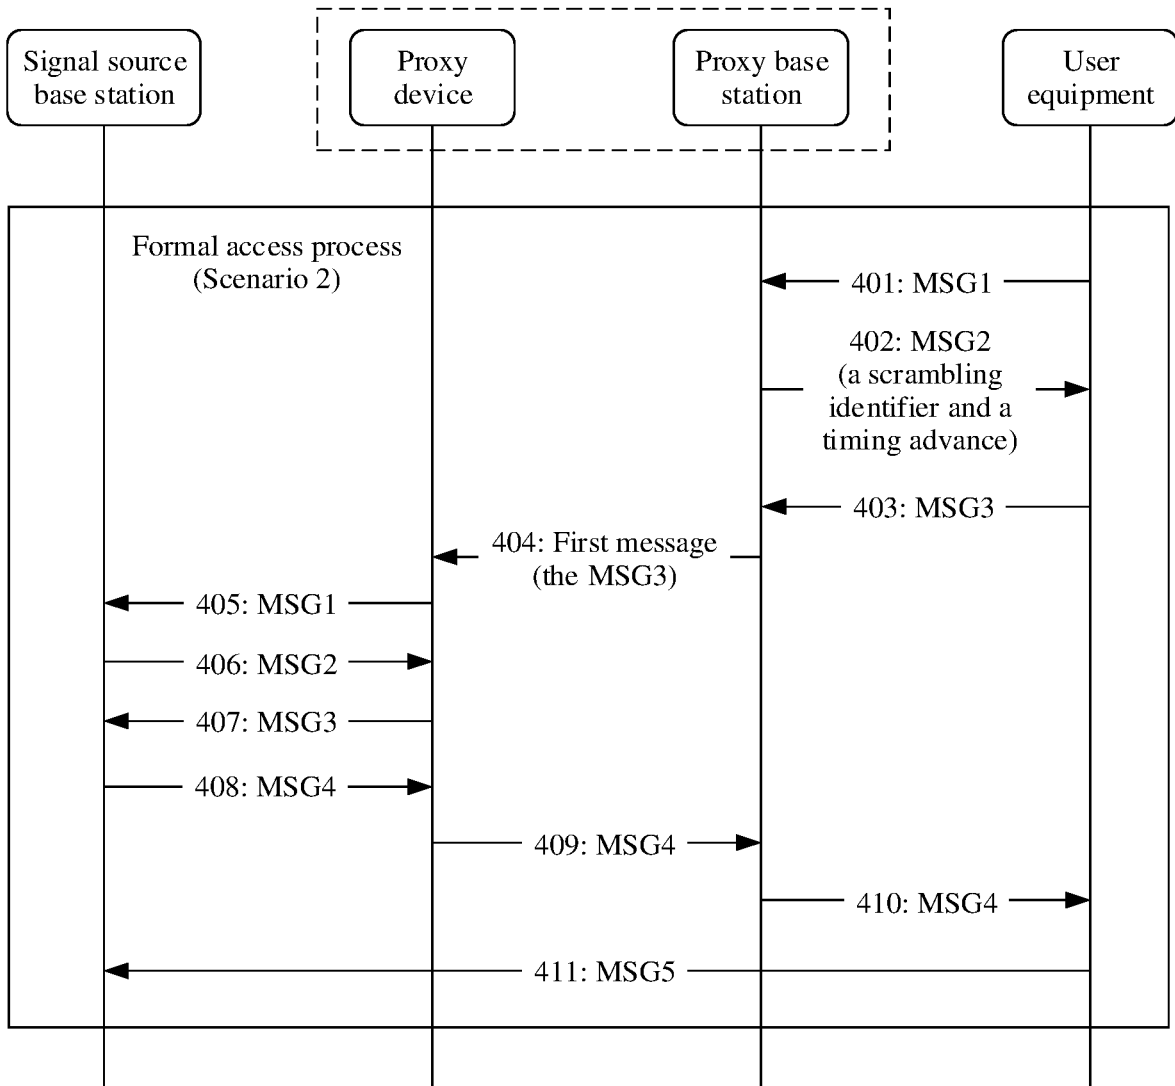 Signal source
base station
Proxy
device
Proxy base
station
User
equipment
Formal access process
(Scenario 2)
401: MSG1
402: MSG2
(a scrambling
identifier and a
timing advance)
403: MSG3
404: First message
(the MSG3)
405: MSG1
406: MSG2
407: MSG3
408: MSG4
409: MSG4
410: MSG4
411: MSG5